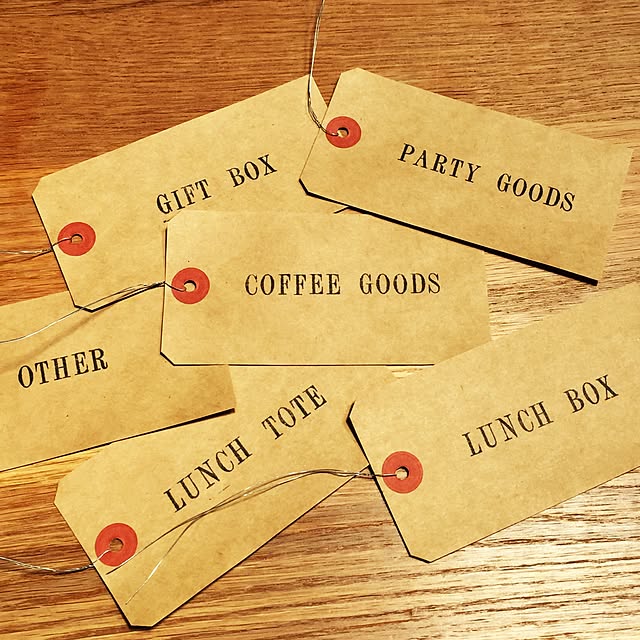 GIFT BOX
PARTY GOODS
COFFEE GOODS
OTHER
LUNCH TOTE
LUNCH BOX